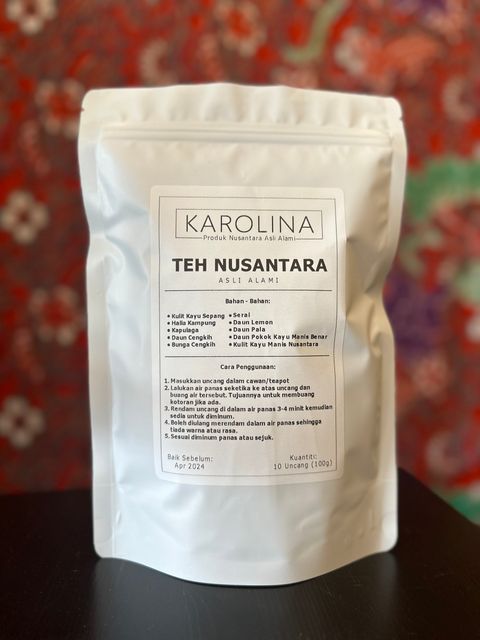 KAROLINA
Produk Nusantara Asli Alami
TEH NUSANTARA
ASLI ALAMI
Bahan - Bahan:
• Kulit Kayu Sepang
• Halia Kampung
• Kapulaga
• Daun Cengkih
• Bunga Cengkih
• Serai
• Daun Lemon
• Daun Pala
• Daun Pokok Kayu Manis Benar
• Kulit Kayu Manis Nusantara
Cara Penggunaan:
1. Masukkan uncang dalam cawan/teapot
2. Lalukan air panas seketika ke atas uncang dan
buang air tersebut. Tujuannya untuk membuang
kotoran jika ada.
3. Rendam uncang di dalam air panas 3-4 minit kemudian
sedia untuk diminum.
4. Boleh diulang merendam dalam air panas sehingga
tiada warna atau rasa.
5. Sesuai diminum panas atau sejuk.
Baik Sebelum:
Apr 2024
Kuantiti:
10 Uncang (100g)